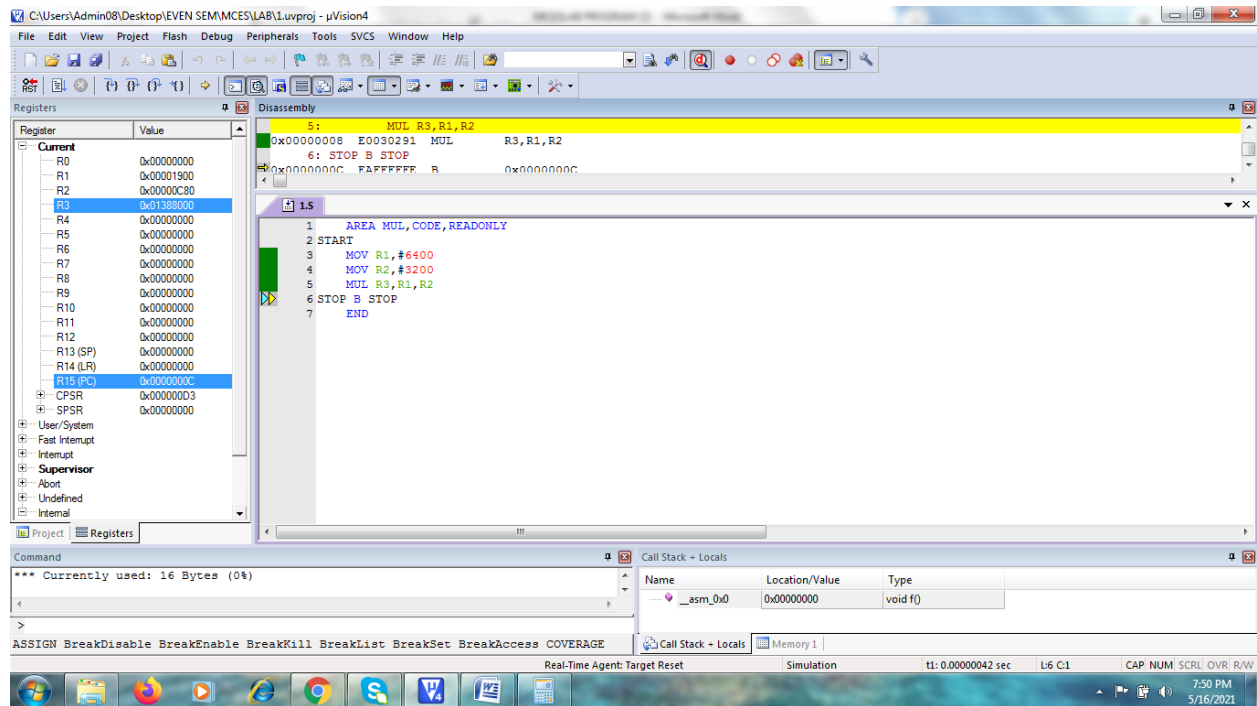 C:\Users\Admin08\Desktop\EVEN SEM\MCES\LAB\1.uvproj - µVision4
File Edit View Project Flash Debug Peripherals Tools SVCS Window Help
Registers
Register Value
Current
R0 0x00000000
R1 0x00001900
R2 0x00000C80
R3 0x01388000
R4 0x00000000
R5 0x00000000
R6 0x00000000
R7 0x00000000
R8 0x00000000
R9 0x00000000
R10 0x00000000
R11 0x00000000
R12 0x00000000
R13 (SP) 0x00000000
R14 (LR) 0x00000000
R15 (PC) 0x0000000C
CPSR 0x000000D3
SPSR 0x00000000
User/System
Fast Interrupt
Interrupt
Supervisor
Abort
Undefined
Internal
Project Registers
Disassembly
5: MUL R3,R1,R2
0x00000008 E0030291 MUL R3,R1,R2
6: STOP B STOP
0x0000000C EAFFFFFE B 0x0000000C
1.S
1 AREA MUL,CODE,READONLY
2 START
3 MOV R1,#6400
4 MOV R2,#3200
5 MUL R3,R1,R2
6 STOP B STOP
7 END
Command
*** Currently used: 16 Bytes (0%)
>
ASSIGN BreakDisable BreakEnable BreakKill BreakList BreakSet BreakAccess COVERAGE
Call Stack + Locals
Name Location/Value Type
__asm_0x0 0x00000000 void f()
Call Stack + Locals Memory 1
Real-Time Agent: Target Reset Simulation t1: 0.00000042 sec L:6 C:1 CAP NUM SCRL OVR R/W
7:50 PM
5/16/2021